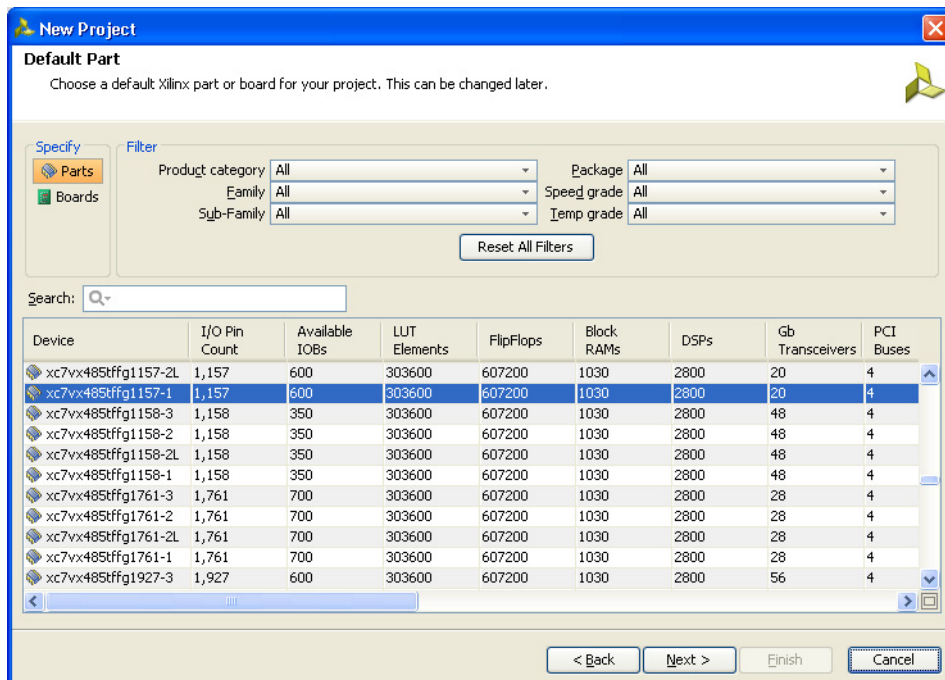 New Project
Default Part
Choose a default Xilinx part or board for your project. This can be changed later.
Specify
Filter
Parts
Boards
Product category All
Package All
Family All
Speed grade All
Sub-Family All
Temp grade All
Reset All Filters
Search:
Device I/O Pin Count Available IOBs LUT Elements FlipFlops Block RAMs DSPs Gb Transceivers PCI Buses
xc7vx485tffg1157-2L 1,157 600 303600 607200 1030 2800 20 4
xc7vx485tffg1157-1 1,157 600 303600 607200 1030 2800 20 4
xc7vx485tffg1158-3 1,158 350 303600 607200 1030 2800 48 4
xc7vx485tffg1158-2 1,158 350 303600 607200 1030 2800 48 4
xc7vx485tffg1158-2L 1,158 350 303600 607200 1030 2800 48 4
xc7vx485tffg1158-1 1,158 350 303600 607200 1030 2800 48 4
xc7vx485tffg1761-3 1,761 700 303600 607200 1030 2800 28 4
xc7vx485tffg1761-2 1,761 700 303600 607200 1030 2800 28 4
xc7vx485tffg1761-2L 1,761 700 303600 607200 1030 2800 28 4
xc7vx485tffg1761-1 1,761 700 303600 607200 1030 2800 28 4
xc7vx485tffg1927-3 1,927 600 303600 607200 1030 2800 56 4
< Back Next > Finish Cancel